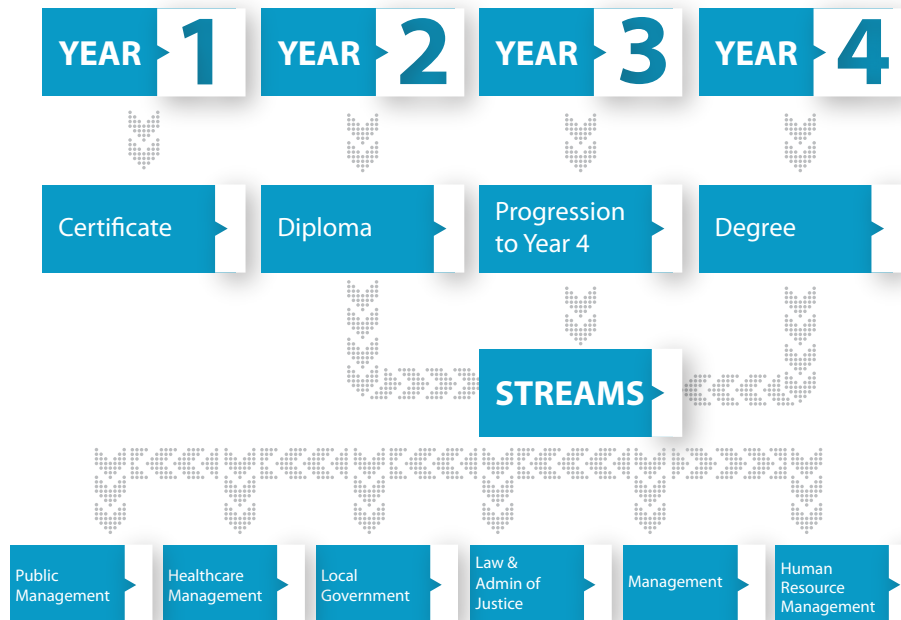 YEAR 1 YEAR 2 YEAR 3 YEAR 4
Certificate
Diploma
Progression
to Year 4
Degree
STREAMS
Public
Management
Healthcare
Management
Local
Government
Law &
Admin of
Justice
Management
Human
Resource
Management